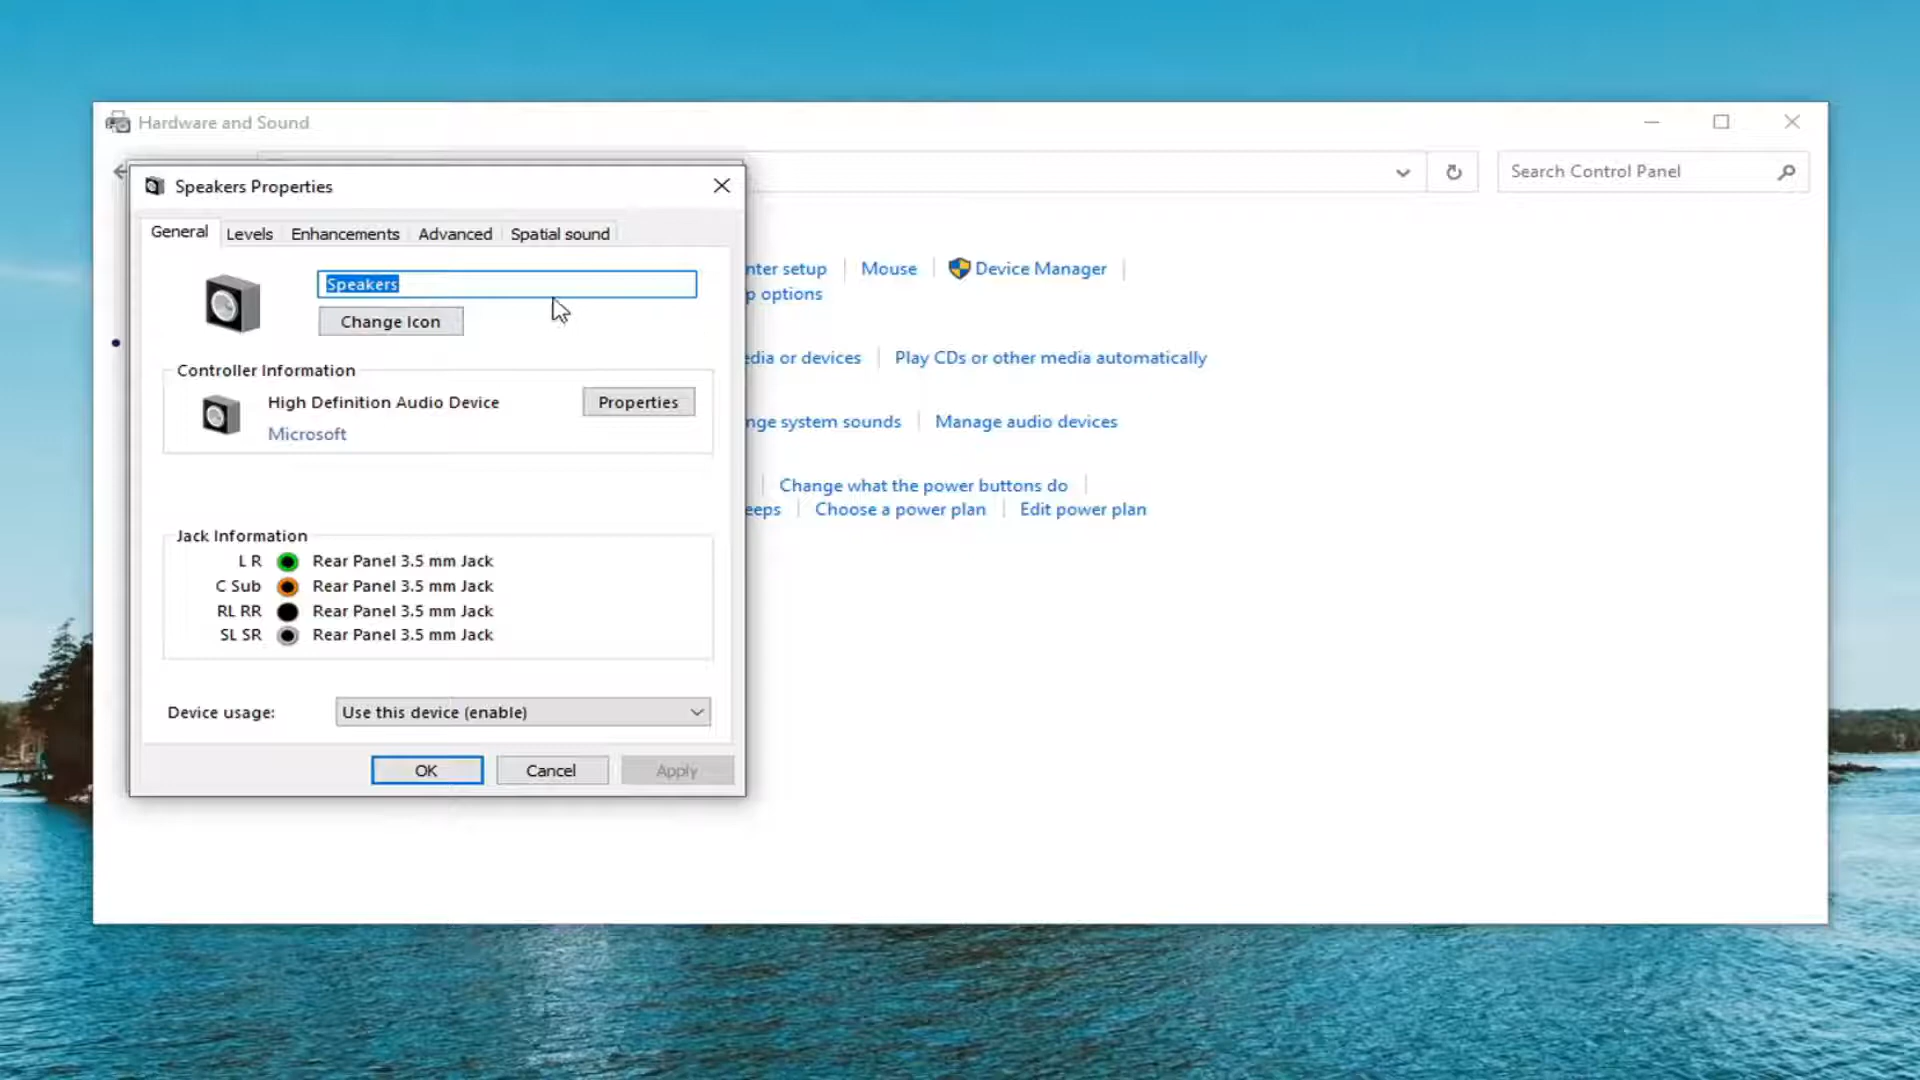 Hardware and Sound
Search Control Panel
Speakers Properties
General Levels Enhancements Advanced Spatial sound
Speakers
Change Icon
Controller Information
High Definition Audio Device
Properties
Microsoft
Jack Information
L R Rear Panel 3.5 mm Jack
C Sub Rear Panel 3.5 mm Jack
RL RR Rear Panel 3.5 mm Jack
SL SR Rear Panel 3.5 mm Jack
Device usage: Use this device (enable)
OK Cancel Apply
setup Mouse Device Manager
options
or devices Play CDs or other media automatically
system sounds Manage audio devices
Change what the power buttons do
Choose a power plan Edit power plan